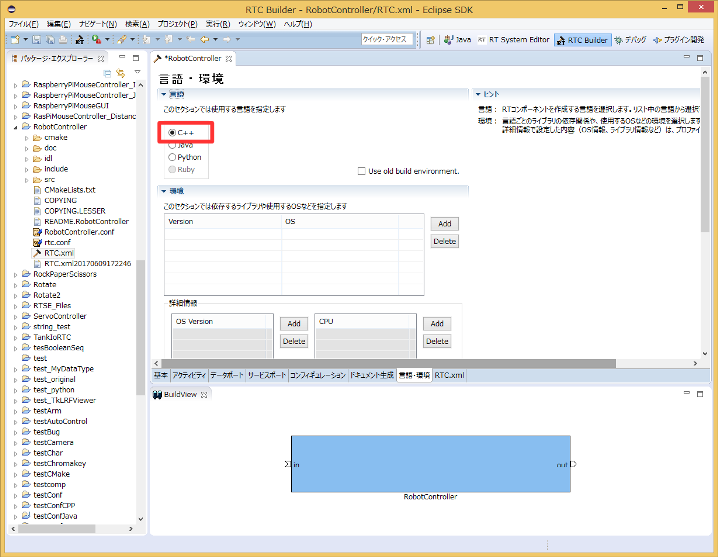 RTC Builder - RobotController/RTC.xml - Eclipse SDK
ファイル(F) 編集(E) ナビゲート(N) 検索(A) プロジェクト(P) 実行(R) ウィンドウ(W) ヘルプ(H)
クイック・アクセス Java RT System Editor RTC Builder デバッグ プラグイン開発
パッケージ・エクスプローラー
RaspberryPiMouseController_J
RaspberryPiMouseGUI
RasPiMouseController_Distanc
RobotController
cmake
doc
idl
include
src
CMakeLists.txt
COPYING
COPYING.LESSER
README.RobotController
RobotController.conf
rtc.conf
RTC.xml
RTC.xml20170609172246
RockPaperScissors
Rotate
Rotate2
RTSE_Files
ServoController
string_test
TankIoRTC
tesBooleanSeq
test
test_MyDataType
test_original
test_python
test_TkLRFViewer
testArm
testAutoControl
testBug
testCamera
testChar
testChromakey
testCMake
testcomp
testConf
testConfCPP
testConfJava
*RobotController
言語・環境
言語
このセクションでは使用する言語を指定します
C++
Java
Python
Ruby
Use old build environment.
ヒント
言語： RTコンポーネントを作成する言語を選択します。リスト中の言語から選択
環境： 言語ごとのライブラリの依存関係や、使用するOSなどの環境を選択しま
詳細情報で設定した内容（OS情報、ライブラリ情報など）は、プロファイ
環境
このセクションでは依存するライブラリや使用するOSなどを指定します
Version OS
Add
Delete
詳細情報
OS Version
Add
Delete
CPU
Add
Delete
基本 アクティビティ データポート サービスポート コンフィギュレーション ドキュメント生成 言語・環境 RTC.xml
BuildView
in out
RobotController